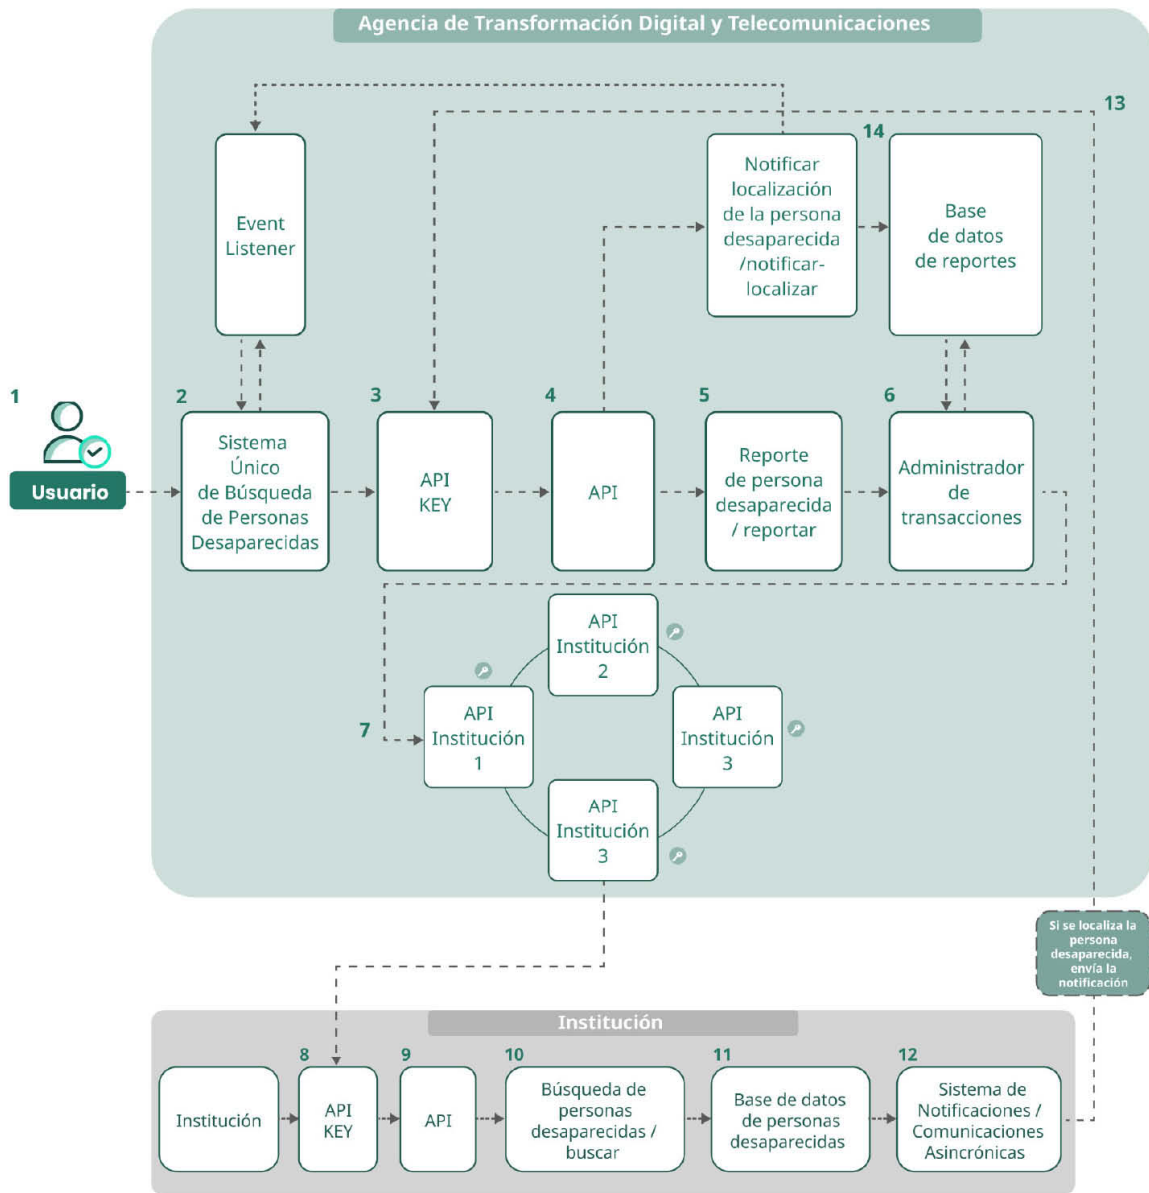 Agencia de Transformación Digital y Telecomunicaciones
13
14
Event
Listener
Notificar
localización
de la persona
desaparecida
/notificar-
localizar
Base
de datos
de reportes
1
Usuario
2
Sistema
Único
de Búsqueda
de Personas
Desaparecidas
3
API
KEY
4
API
5
Reporte
de persona
desaparecida
/ reportar
6
Administrador
de
transacciones
7
API
Institución
1
API
Institución
2
API
Institución
3
API
Institución
3
Si se localiza la
persona
desaparecida,
envía la
notificación
Institución
Institución
8
API
KEY
9
API
10
Búsqueda de
personas
desaparecidas /
buscar
11
Base de datos
de personas
desaparecidas
12
Sistema de
Notificaciones /
Comunicaciones
Asincrónicas